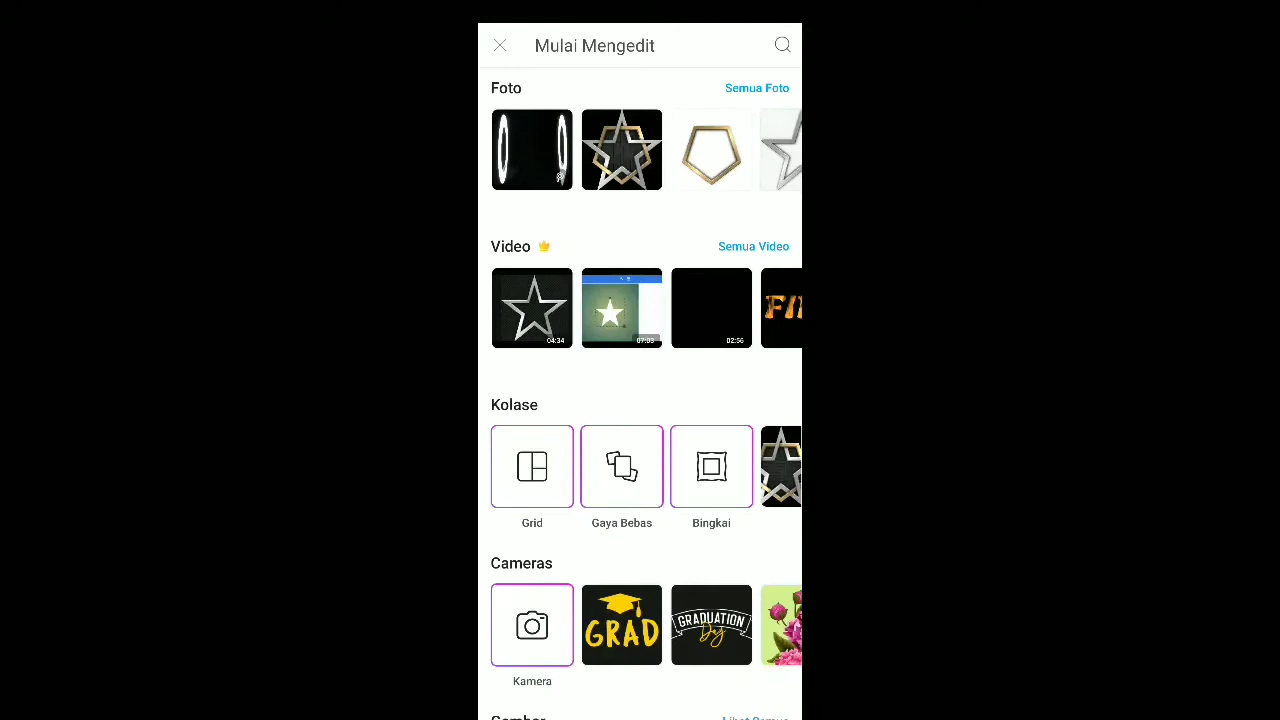 Mulai Mengedit
Foto
Semua Foto
Video
Semua Video
04:34
07:03
02:56
Kolase
Grid
Gaya Bebas
Bingkai
Cameras
GRAD
GRADUATION
Day
Kamera